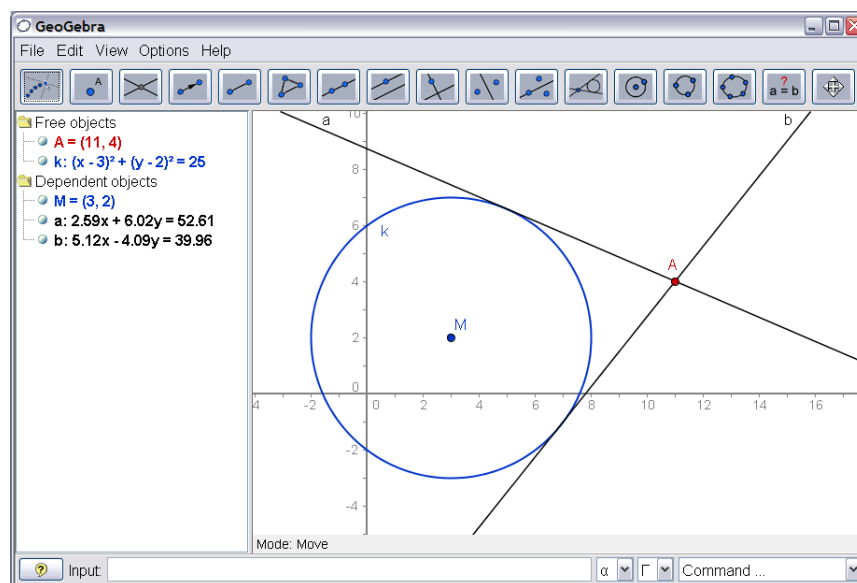 GeoGebra
File Edit View Options Help
A
? a = b
Free objects
A = (11, 4)
k: (x - 3)² + (y - 2)² = 25
Dependent objects
M = (3, 2)
a: 2.59x + 6.02y = 52.61
b: 5.12x - 4.09y = 39.96
10
a
b
8
6
k
A
4
M
2
0
4 -2 0 2 4 6 8 10 12 14 16
-2
-4
Mode: Move
? Input: α Γ Command ...